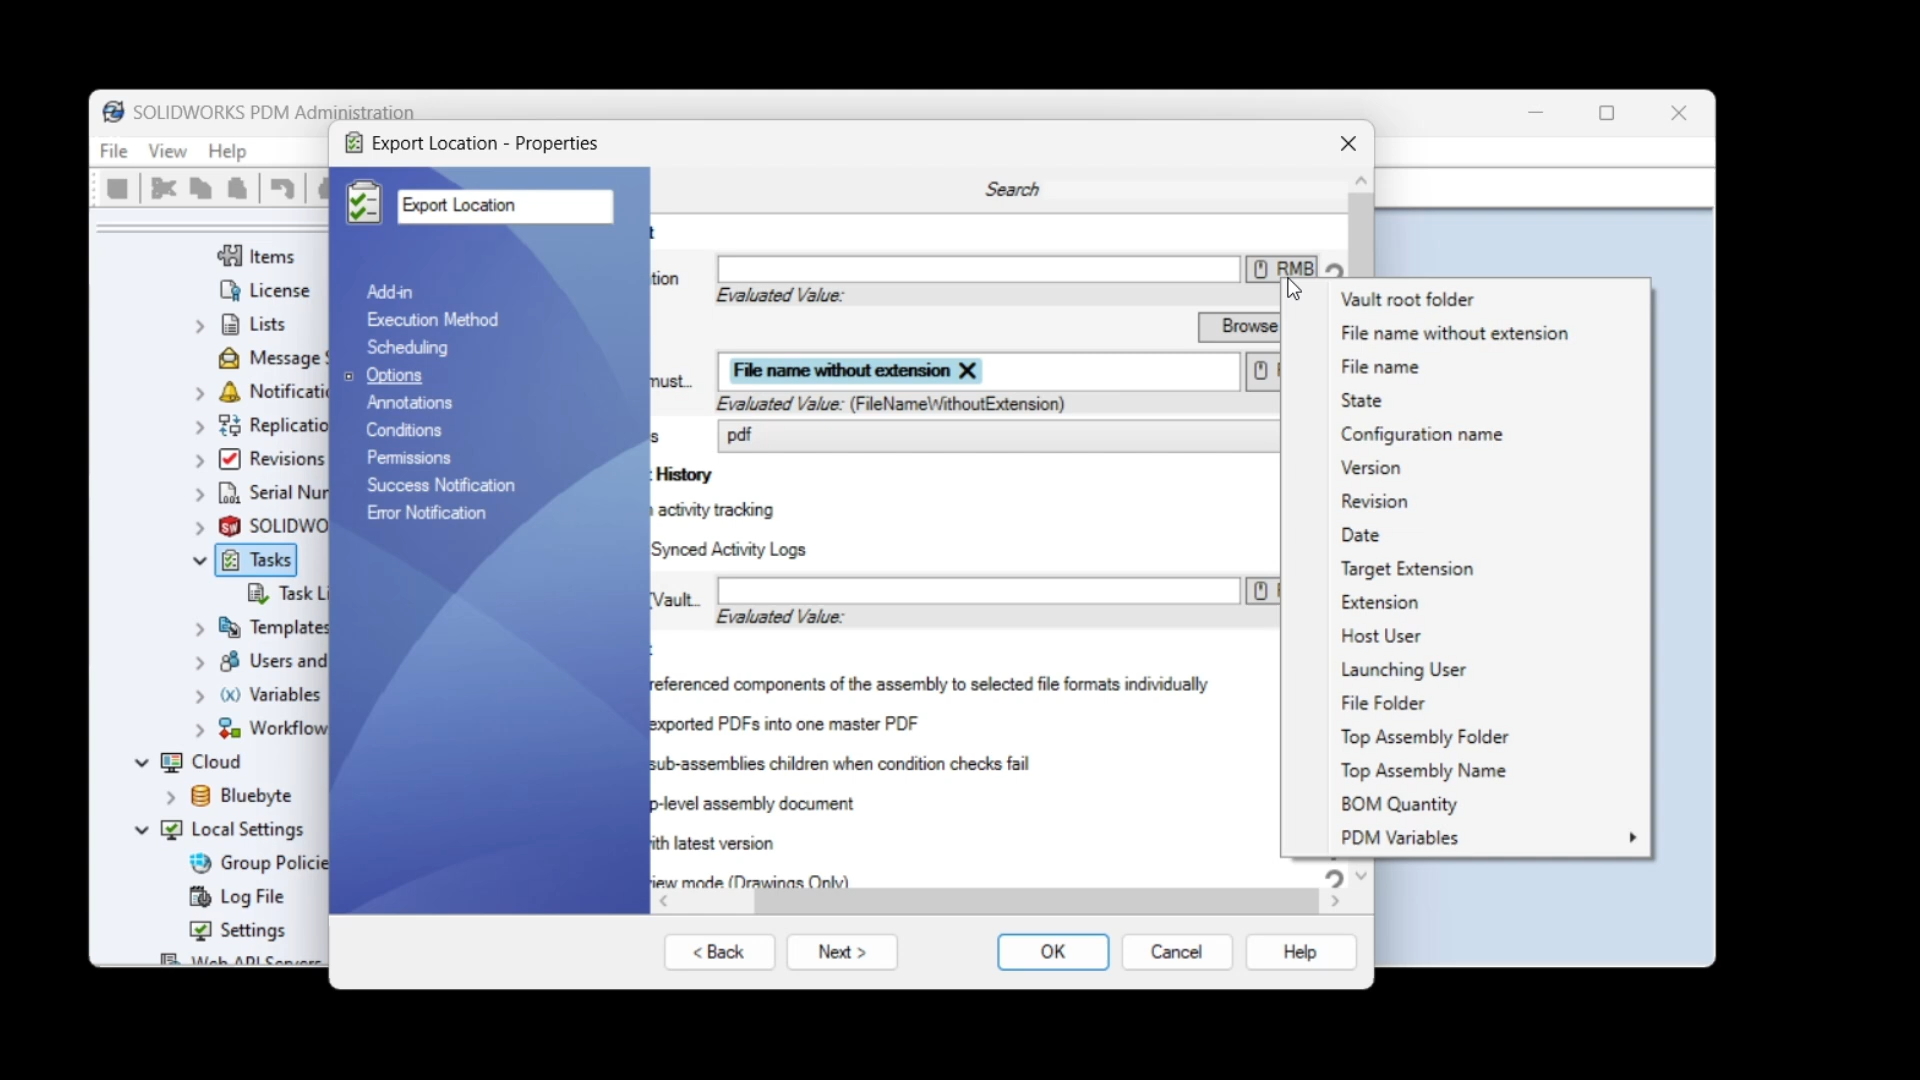 SOLIDWORKS PDM Administration
File View Help
Items
License
Lists
Message S
Notificati
Replicatio
Revisions
Serial Nur
SOLIDWO
Tasks
Task Li
Templates
Users and
Variables
Workflow
Cloud
Bluebyte
Local Settings
Group Policie
Log File
Settings
Web API Servers
Export Location - Properties
Export Location
Add-in
Execution Method
Scheduling
Options
Annotations
Conditions
Permissions
Success Notification
Error Notification
Search
t
tion
RMB
Evaluated Value:
Browse
must...
File name without extension
Evaluated Value: (FileNameWithoutExtension)
s
pdf
History
activity tracking
Synced Activity Logs
(Vault...
Evaluated Value:
referenced components of the assembly to selected file formats individually
exported PDFs into one master PDF
sub-assemblies children when condition checks fail
p-level assembly document
ith latest version
iew mode (Drawings Only)
< Back Next > OK Cancel Help
Vault root folder
File name without extension
File name
State
Configuration name
Version
Revision
Date
Target Extension
Extension
Host User
Launching User
File Folder
Top Assembly Folder
Top Assembly Name
BOM Quantity
PDM Variables